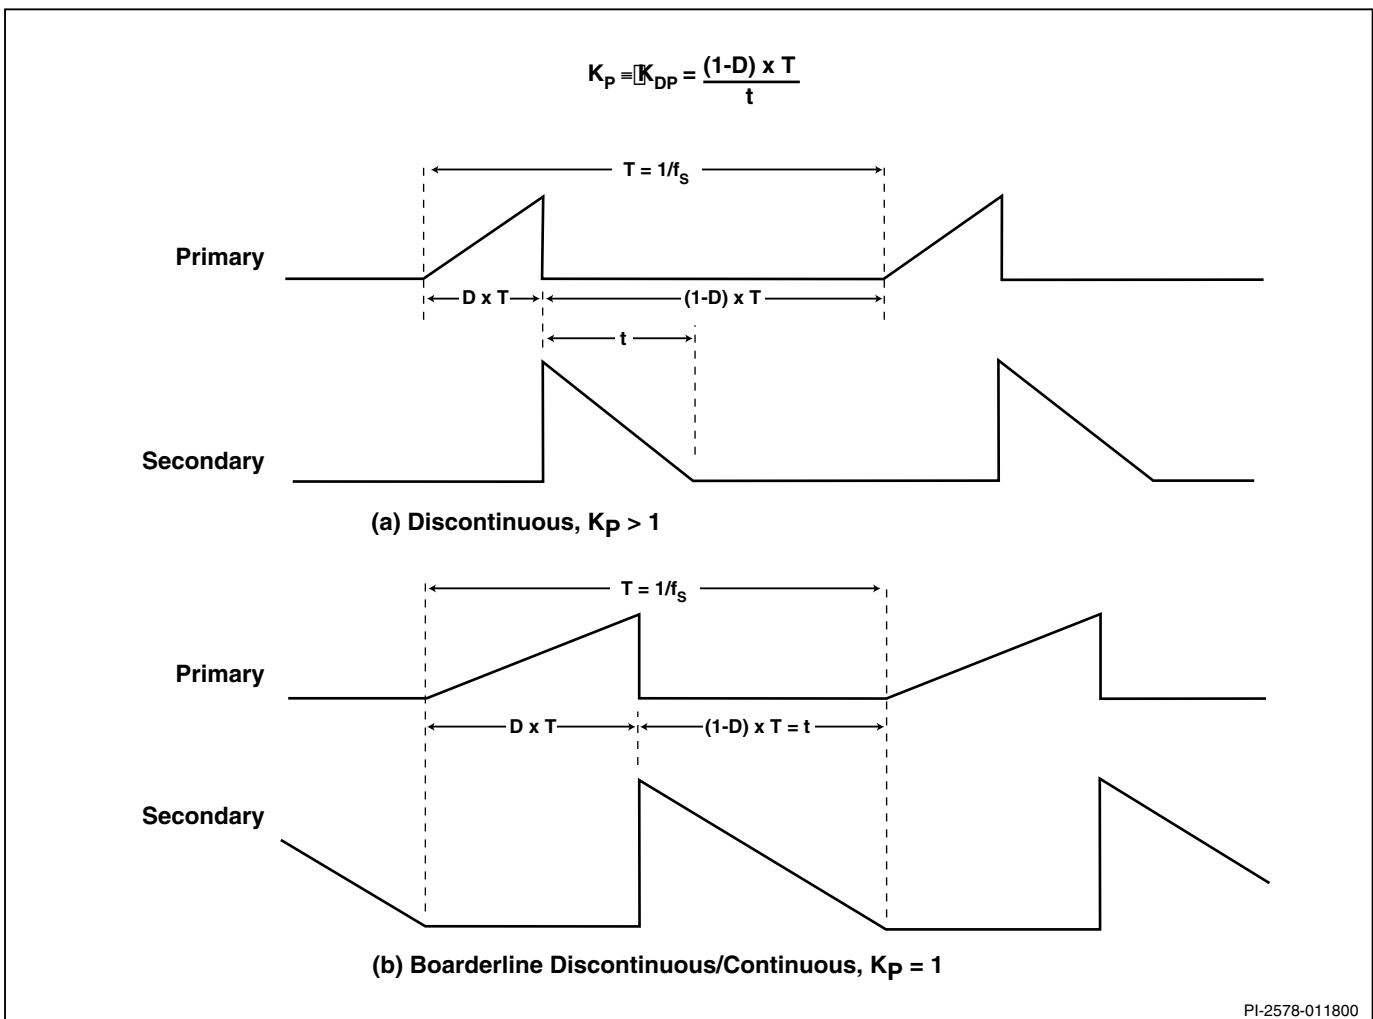 K_P ≡ K_DP = (1-D) x T
t
T = 1/f_S
Primary
D x T
(1-D) x T
t
Secondary
(a) Discontinuous, K_P > 1
T = 1/f_S
Primary
D x T
(1-D) x T = t
Secondary
(b) Boarderline Discontinuous/Continuous, K_P = 1
PI-2578-011800